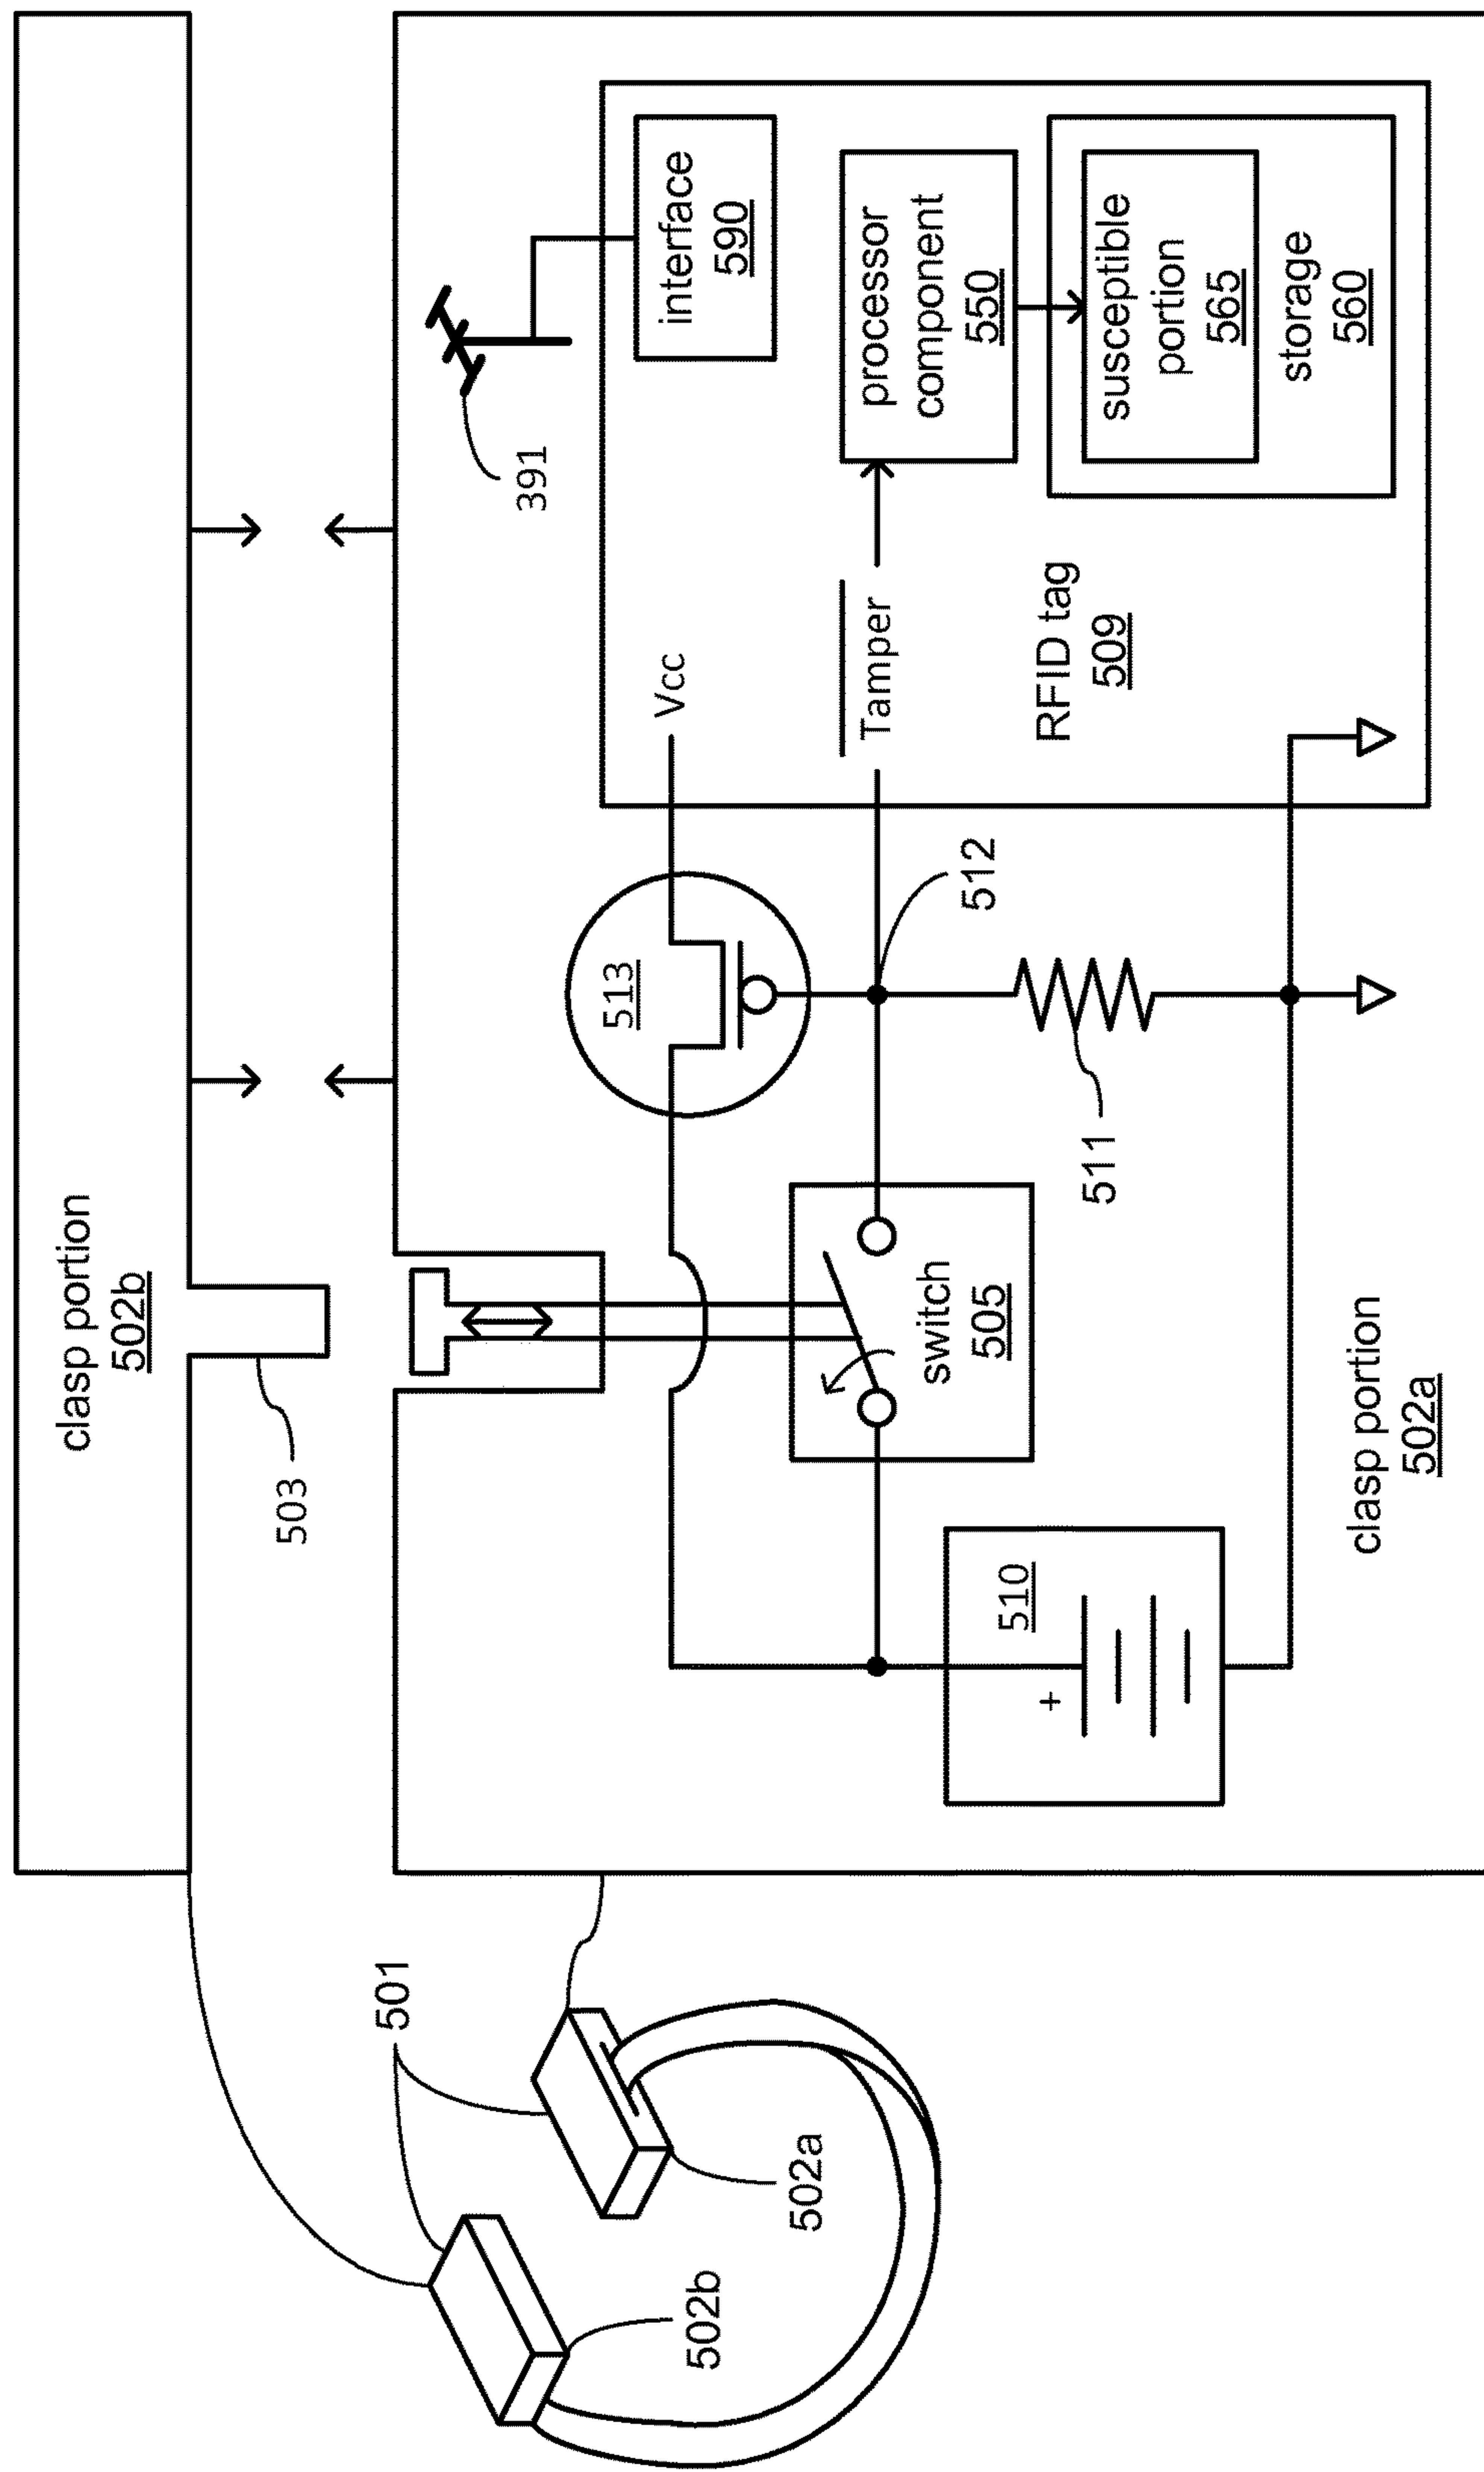 clasp portion
502b
503
391
interface
590
processor
component
550
susceptible
portion
565
storage
560
Vcc
Tamper
RFID tag
509
513
512
511
switch
505
+
510
clasp portion
502a
501
502a
502b